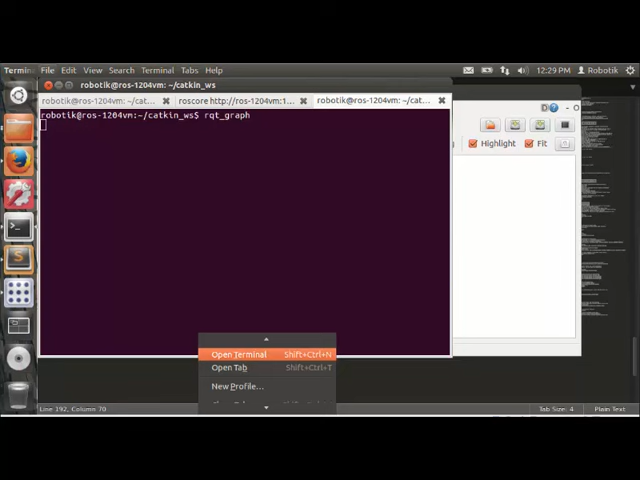 Termin File Edit View Search Terminal Tabs Help 12:29 PM Robotik
robotik@ros-1204vm: ~/catkin_ws
robotik@ros-1204vm: ~/cat... roscore http://ros-1204vm:1... robotik@ros-1204vm: ~/cat...
robotik@ros-1204vm:~/catkin_ws$ rqt_graph
Highlight Fit
Open Terminal Shift+Ctrl+N
Open Tab Shift+Ctrl+T
New Profile...
Line 192, Column 70 Tab Size: 4 Plain Text